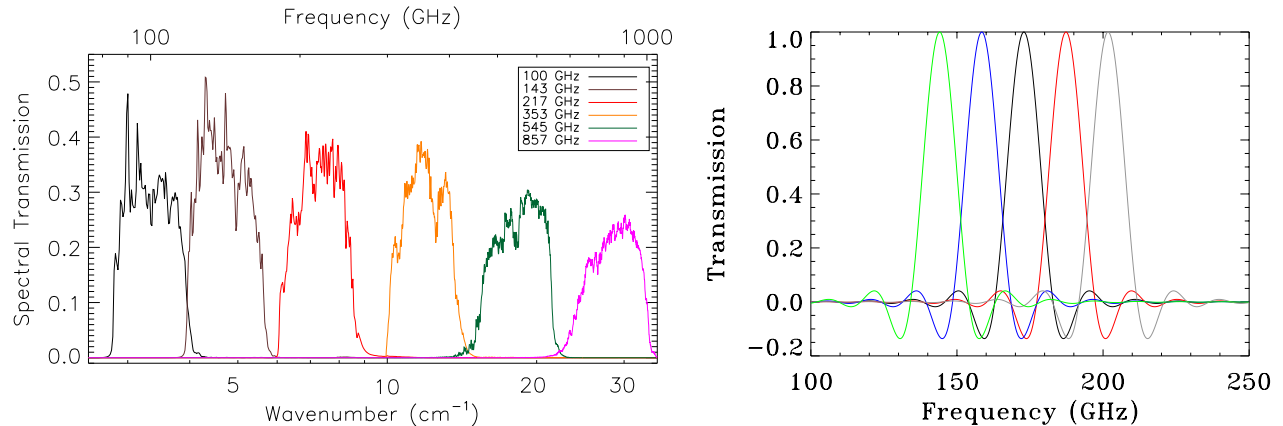 Frequency (GHz)
100 1000
0.5
0.4
0.3
0.2
0.1
0.0
Spectral Transmission
100 GHz
143 GHz
217 GHz
353 GHz
545 GHz
857 GHz
5 10 20 30
Wavenumber (cm⁻¹)
1.0
0.8
0.6
0.4
0.2
0.0
−0.2
Transmission
100 150 200 250
Frequency (GHz)